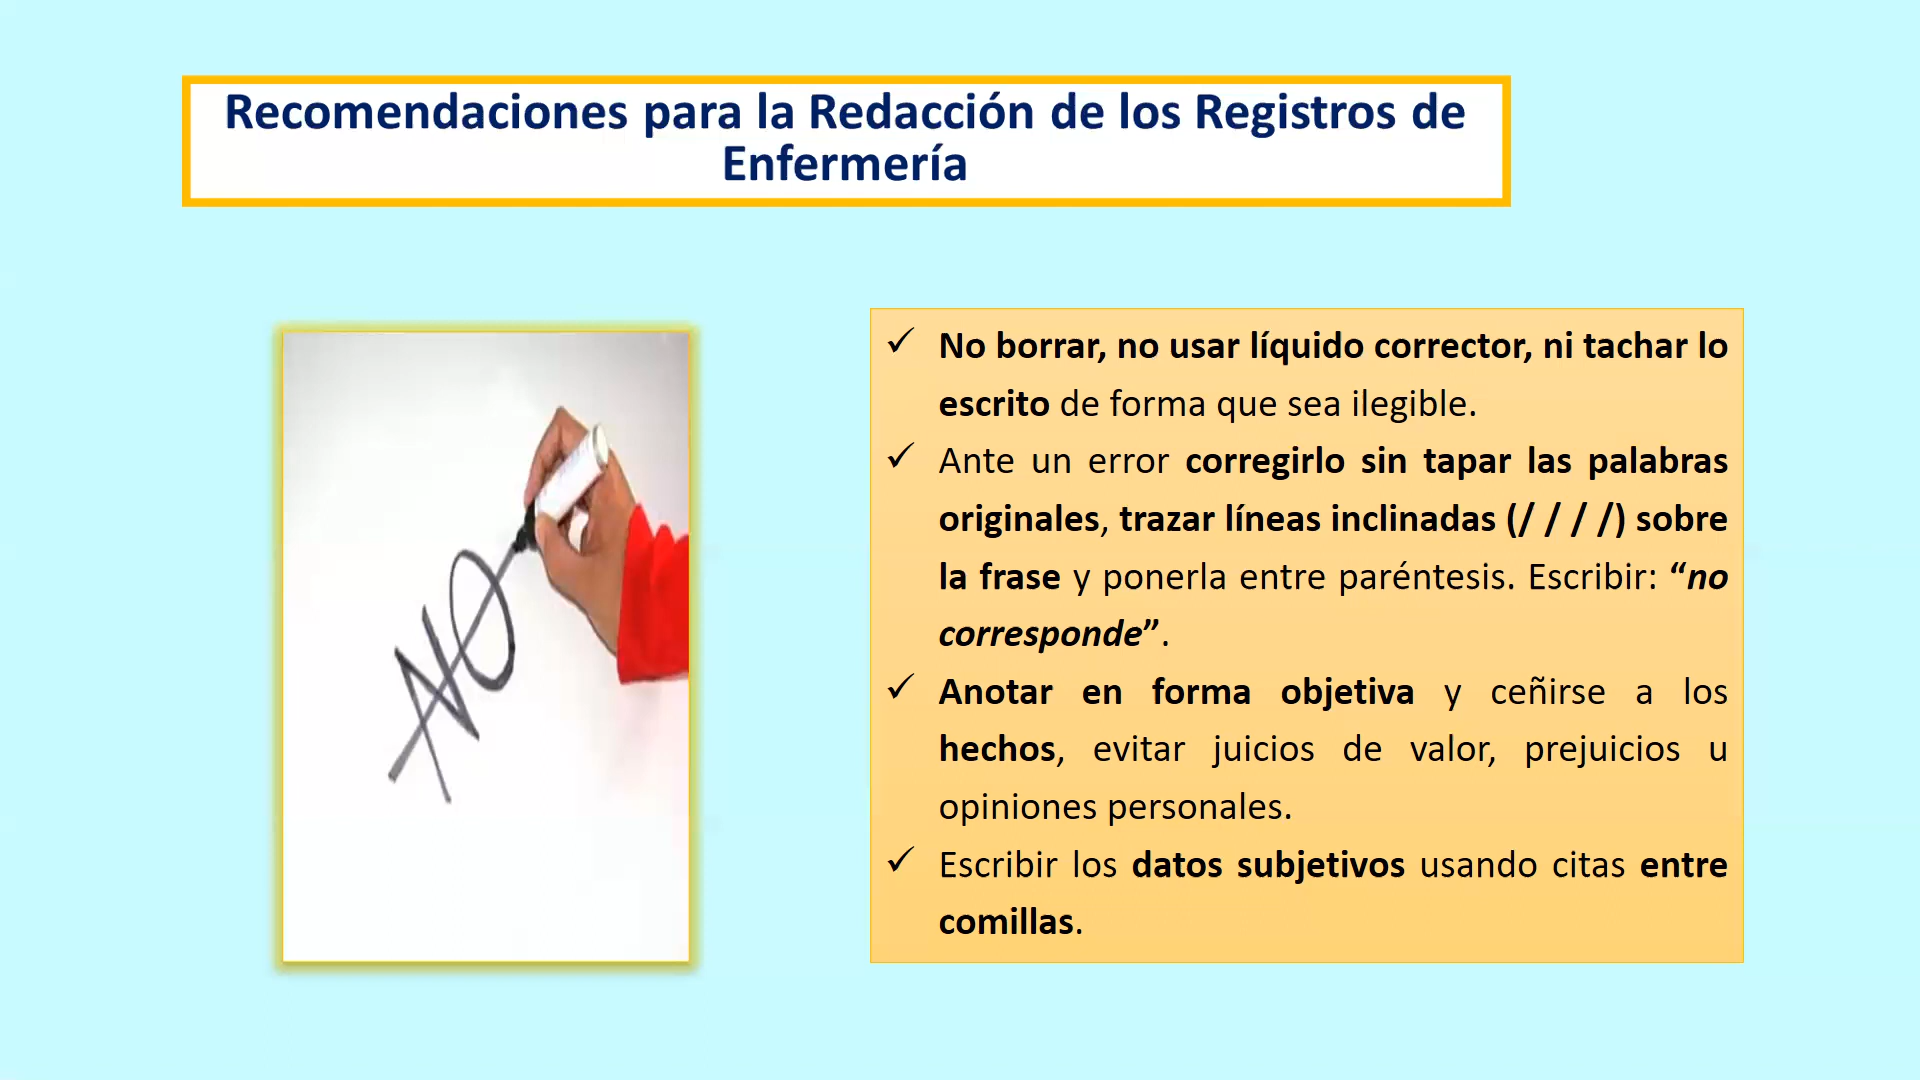 Recomendaciones para la Redacción de los Registros de
Enfermería
NO
✓ No borrar, no usar líquido corrector, ni tachar lo
escrito de forma que sea ilegible.
✓ Ante un error corregirlo sin tapar las palabras
originales, trazar líneas inclinadas (/ / / /) sobre
la frase y ponerla entre paréntesis. Escribir: “no
corresponde”.
✓ Anotar en forma objetiva y ceñirse a los
hechos, evitar juicios de valor, prejuicios u
opiniones personales.
✓ Escribir los datos subjetivos usando citas entre
comillas.